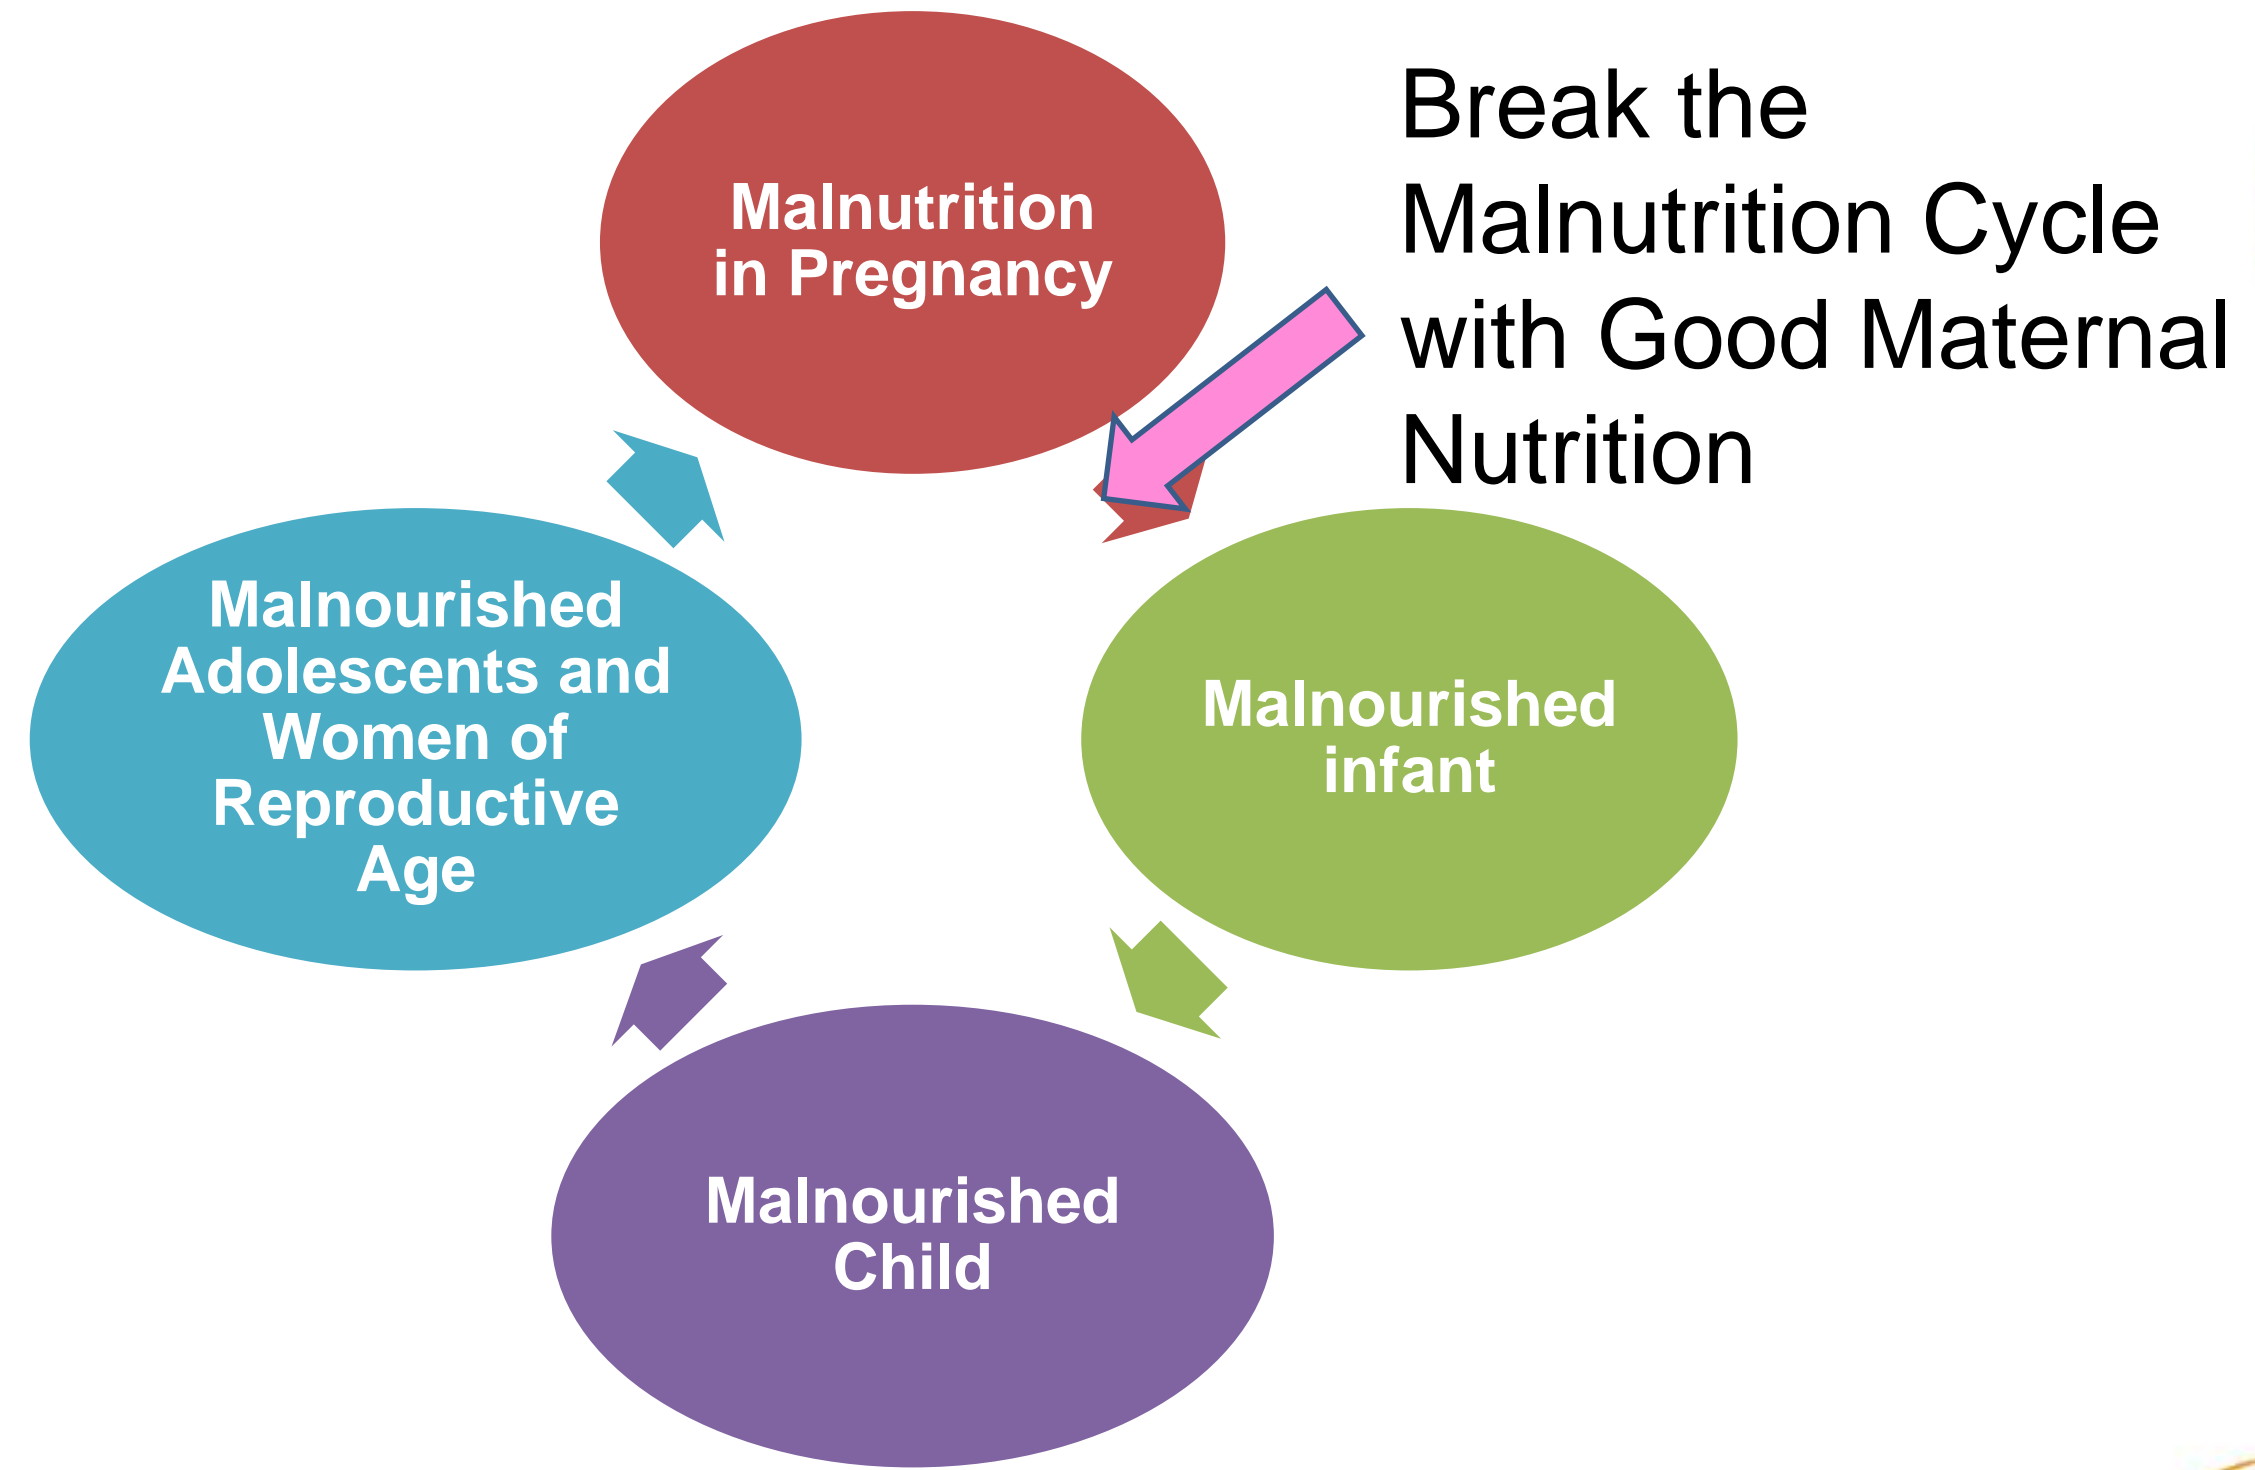 Malnutrition
in Pregnancy
Break the
Malnutrition Cycle
with Good Maternal
Nutrition
Malnourished
Adolescents and
Women of
Reproductive
Age
Malnourished
infant
Malnourished
Child